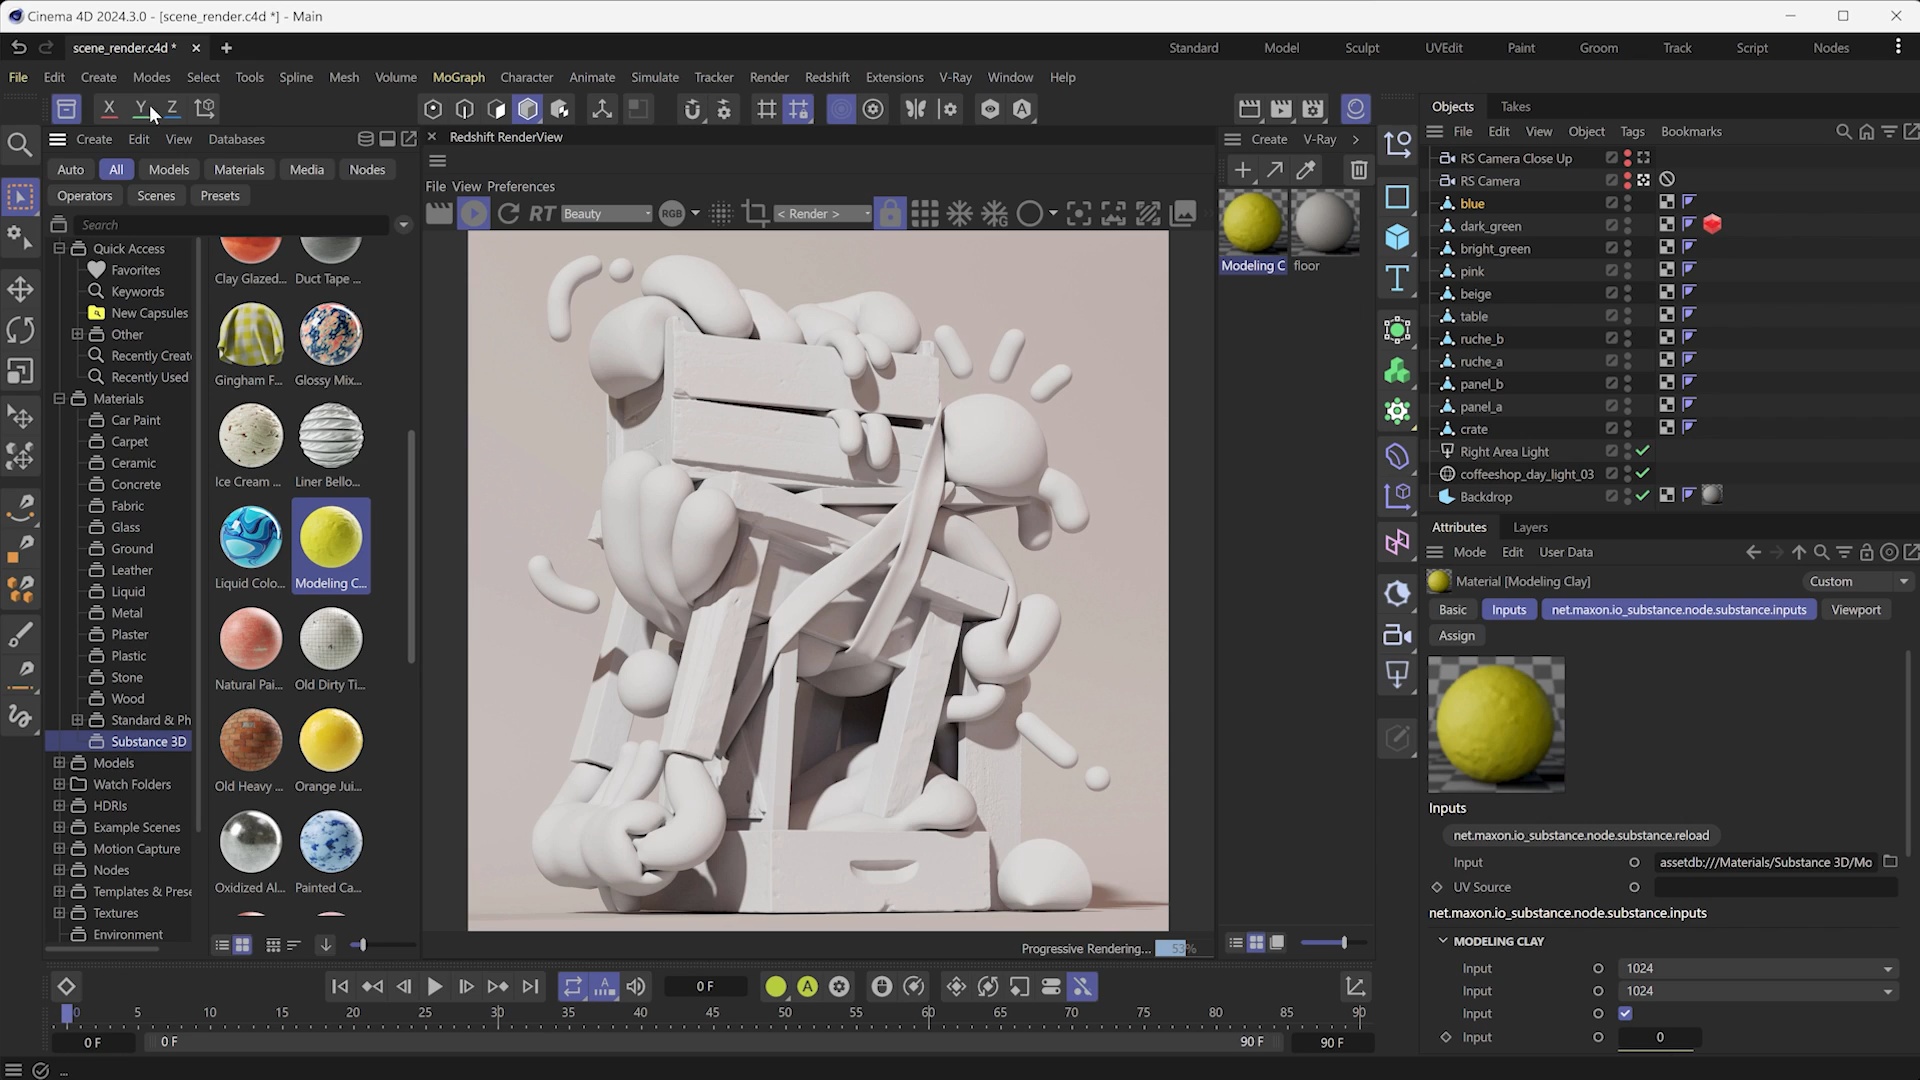 Cinema 4D 2024.3.0 - [scene_render.c4d *] - Main
scene_render.c4d *
Standard Model Sculpt UVEdit Paint Groom Track Script Nodes
File Edit Create Modes Select Tools Spline Mesh Volume MoGraph Character Animate Simulate Tracker Render Redshift Extensions V-Ray Window Help
X Y Z
Create Edit View Databases
Auto All Models Materials Media Nodes
Operators Scenes Presets
Search
Quick Access
Favorites
Keywords
New Capsules
Other
Recently Creat
Recently Used
Materials
Car Paint
Carpet
Ceramic
Concrete
Fabric
Glass
Ground
Leather
Liquid
Metal
Plaster
Plastic
Stone
Wood
Standard & Ph
Substance 3D
Models
Watch Folders
HDRIs
Example Scenes
Motion Capture
Nodes
Templates & Prese
Textures
Environment
Clay Glazed... Duct Tape ...
Gingham F... Glossy Mix...
Ice Cream ... Liner Bello...
Liquid Colo... Modeling C...
Natural Pai... Old Dirty Ti...
Old Heavy ... Orange Jui...
Oxidized Al... Painted Ca...
Redshift RenderView
File View Preferences
RT Beauty RGB < Render >
Progressive Rendering... 53%
Create V-Ray
Modeling C floor
Objects Takes
File Edit View Object Tags Bookmarks
RS Camera Close Up
RS Camera
blue
dark_green
bright_green
pink
beige
table
ruche_b
ruche_a
panel_b
panel_a
crate
Right Area Light
coffeeshop_day_light_03
Backdrop
Attributes Layers
Mode Edit User Data
Material [Modeling Clay] Custom
Basic Inputs net.maxon.io_substance.node.substance.inputs Viewport
Assign
Inputs
net.maxon.io_substance.node.substance.reload
Input assetdb:///Materials/Substance 3D/Mo
UV Source
net.maxon.io_substance.node.substance.inputs
MODELING CLAY
Input 1024
Input 1024
Input
Input 0
0 F
0 5 10 15 20 25 30 35 40 45 50 55 60 65 70 75 80 85 90
0 F 0 F 90 F 90 F
...